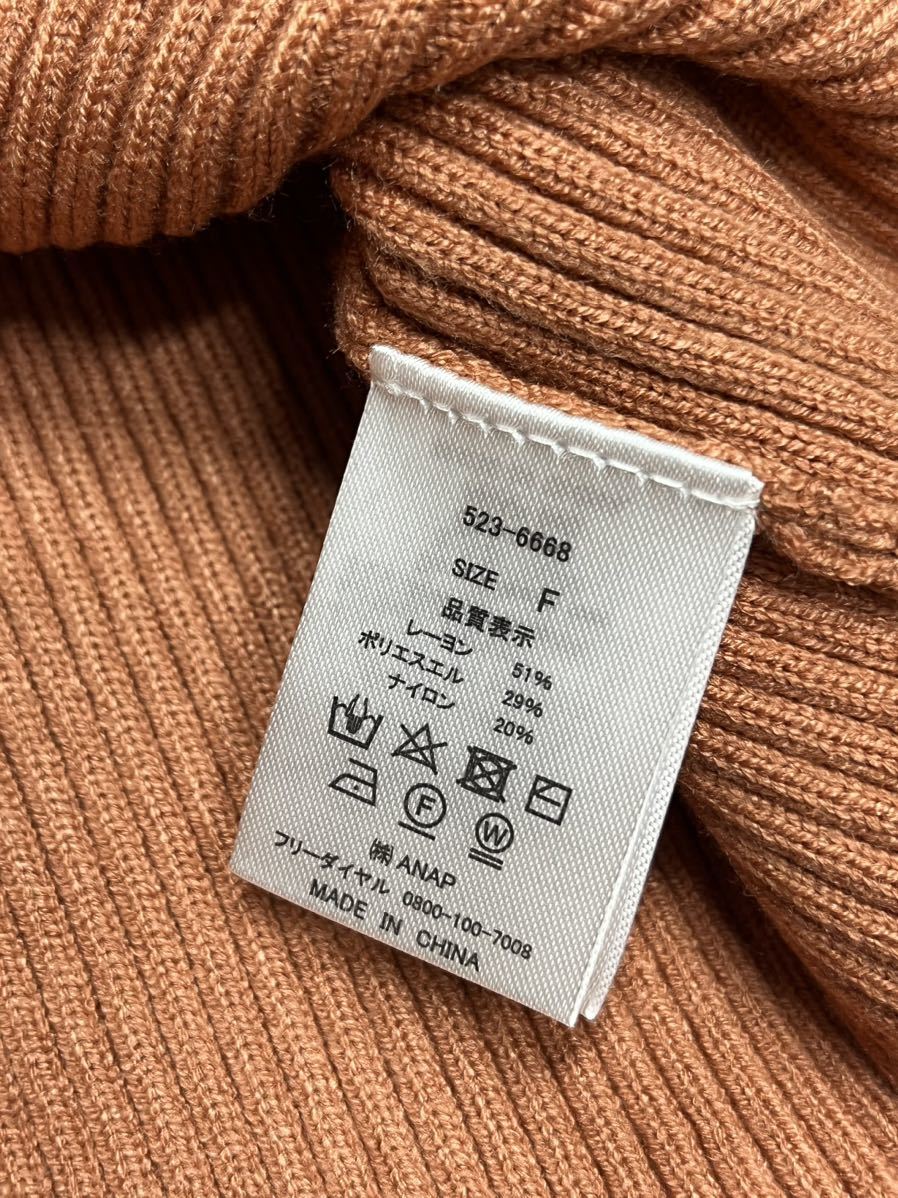 523-6668
SIZE F
品質表示
レーヨン 51%
ポリエスエル 29%
ナイロン 20%
F W
㈱ ANAP
フリーダイヤル 0800-100-7008
MADE IN CHINA